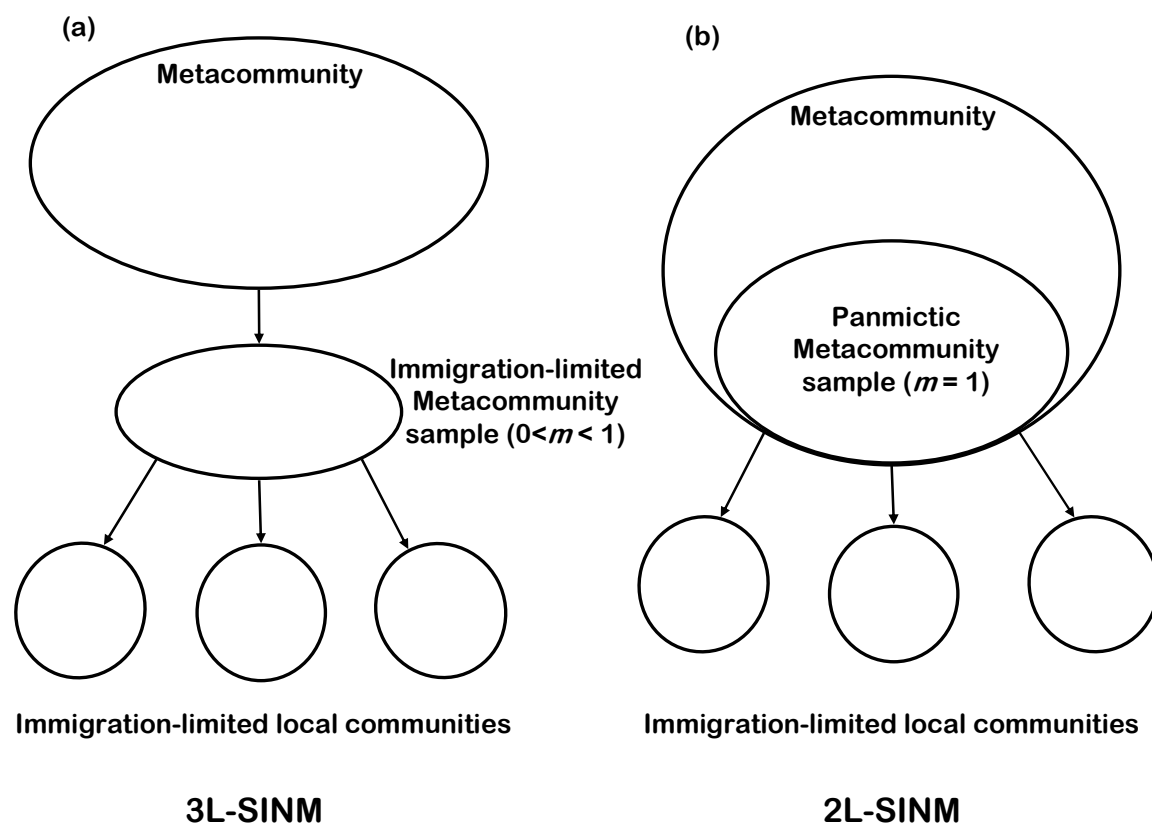 (a)
Metacommunity
Immigration-limited
Metacommunity
sample (0<m < 1)
Immigration-limited local communities
3L-SINM
(b)
Metacommunity
Panmictic
Metacommunity
sample (m = 1)
Immigration-limited local communities
2L-SINM